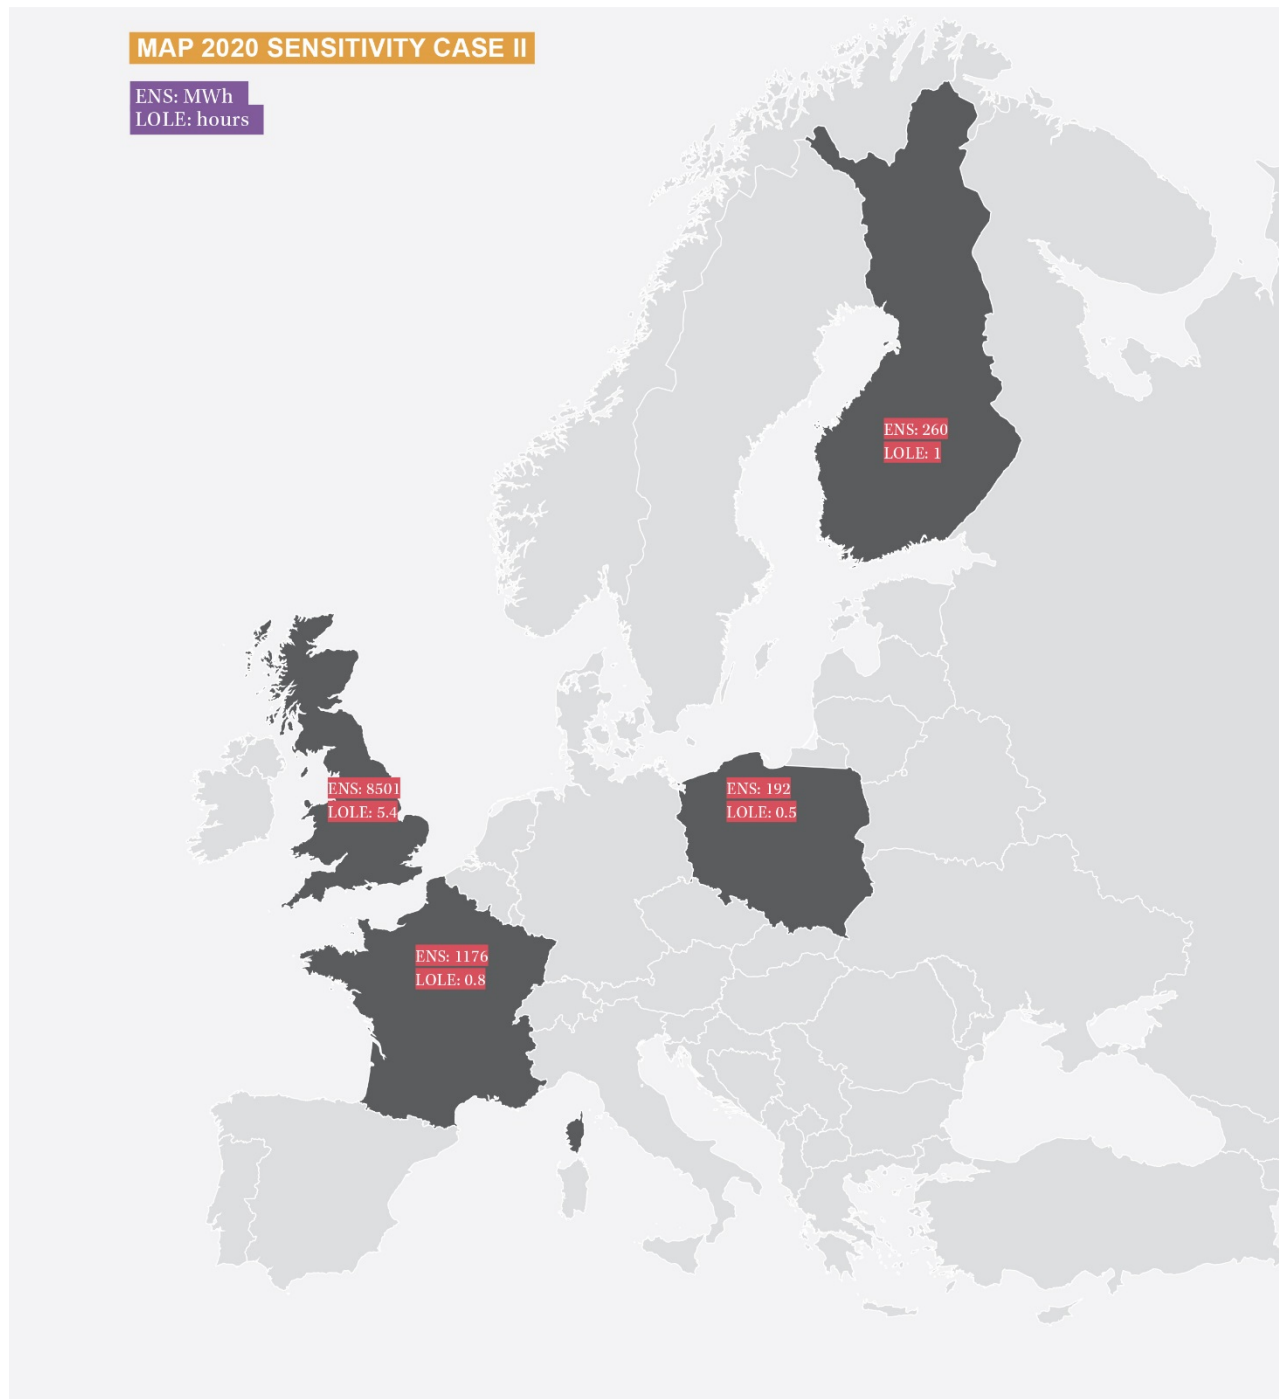 MAP 2020 SENSITIVITY CASE II
ENS: MWh
LOLE: hours
ENS: 260
LOLE: 1
ENS: 8501
LOLE: 5.4
ENS: 192
LOLE: 0.5
ENS: 1176
LOLE: 0.8